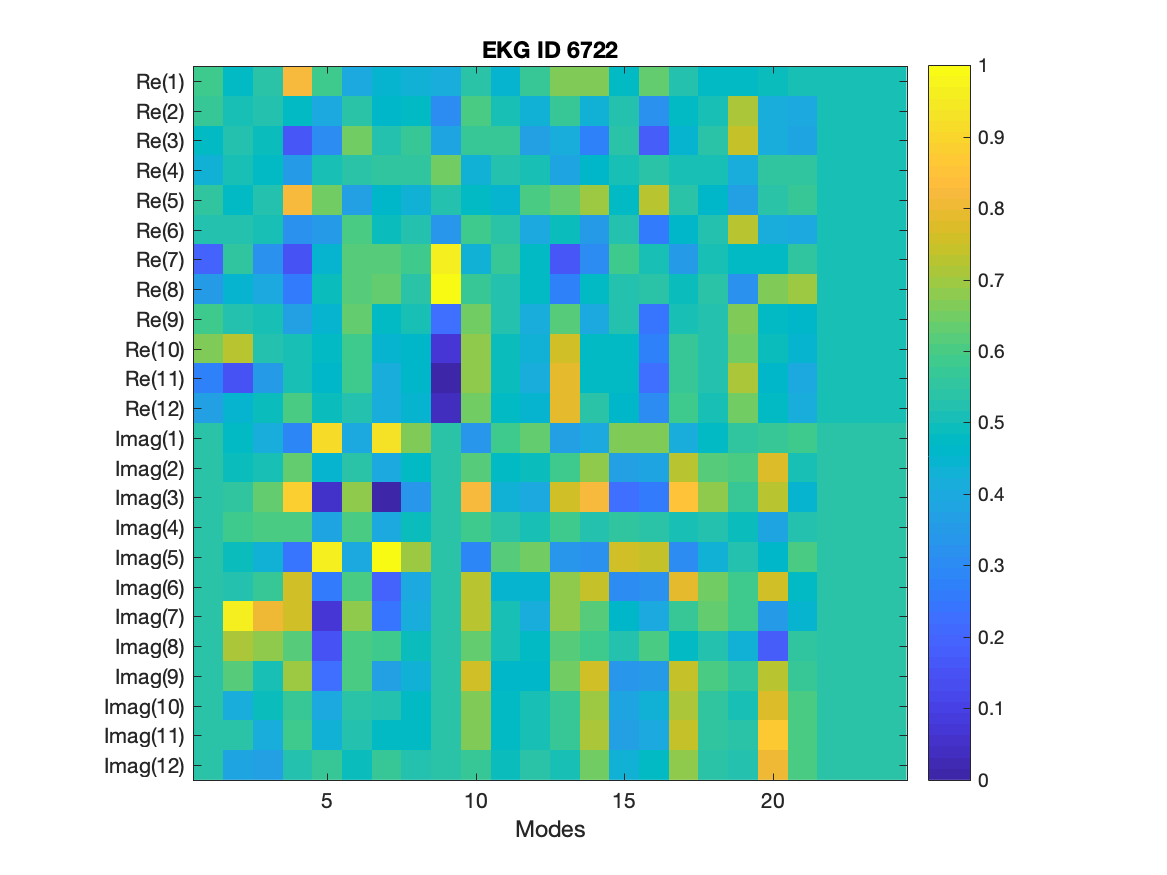 EKG ID 6722
Re(1)
Re(2)
Re(3)
Re(4)
Re(5)
Re(6)
Re(7)
Re(8)
Re(9)
Re(10)
Re(11)
Re(12)
Imag(1)
Imag(2)
Imag(3)
Imag(4)
Imag(5)
Imag(6)
Imag(7)
Imag(8)
Imag(9)
Imag(10)
Imag(11)
Imag(12)
5 10 15 20
Modes
1
0.9
0.8
0.7
0.6
0.5
0.4
0.3
0.2
0.1
0